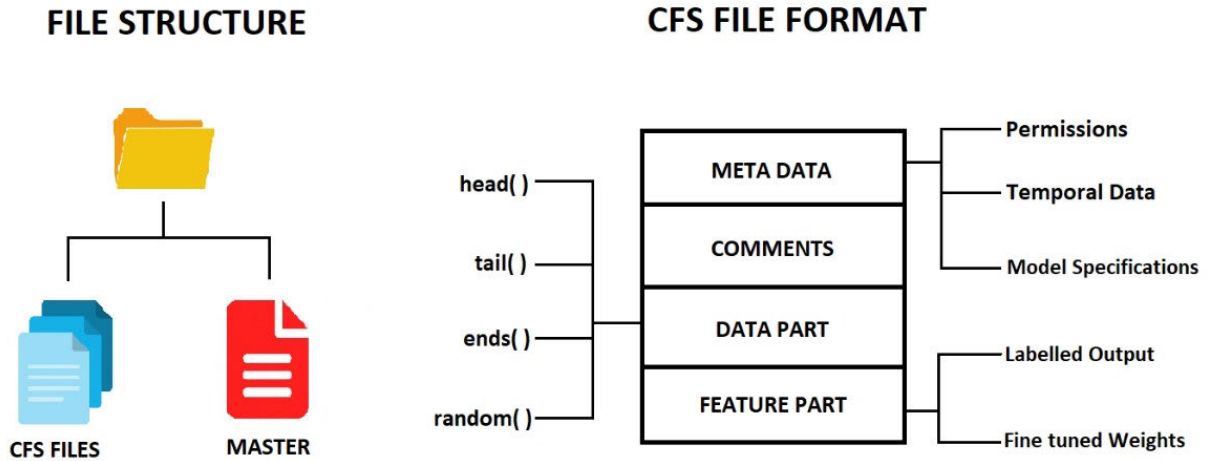 FILE STRUCTURE
CFS FILES
MASTER
CFS FILE FORMAT
head( )
tail( )
ends( )
random( )
META DATA
COMMENTS
DATA PART
FEATURE PART
Permissions
Temporal Data
Model Specifications
Labelled Output
Fine tuned Weights